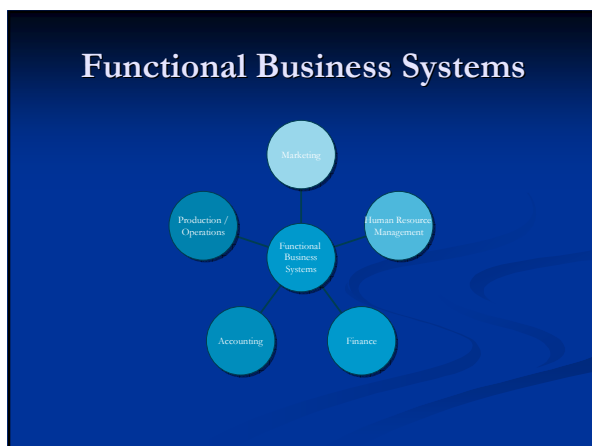 Functional Business Systems
Marketing
Production /
Operations
Human Resource
Management
Functional
Business
Systems
Accounting
Finance